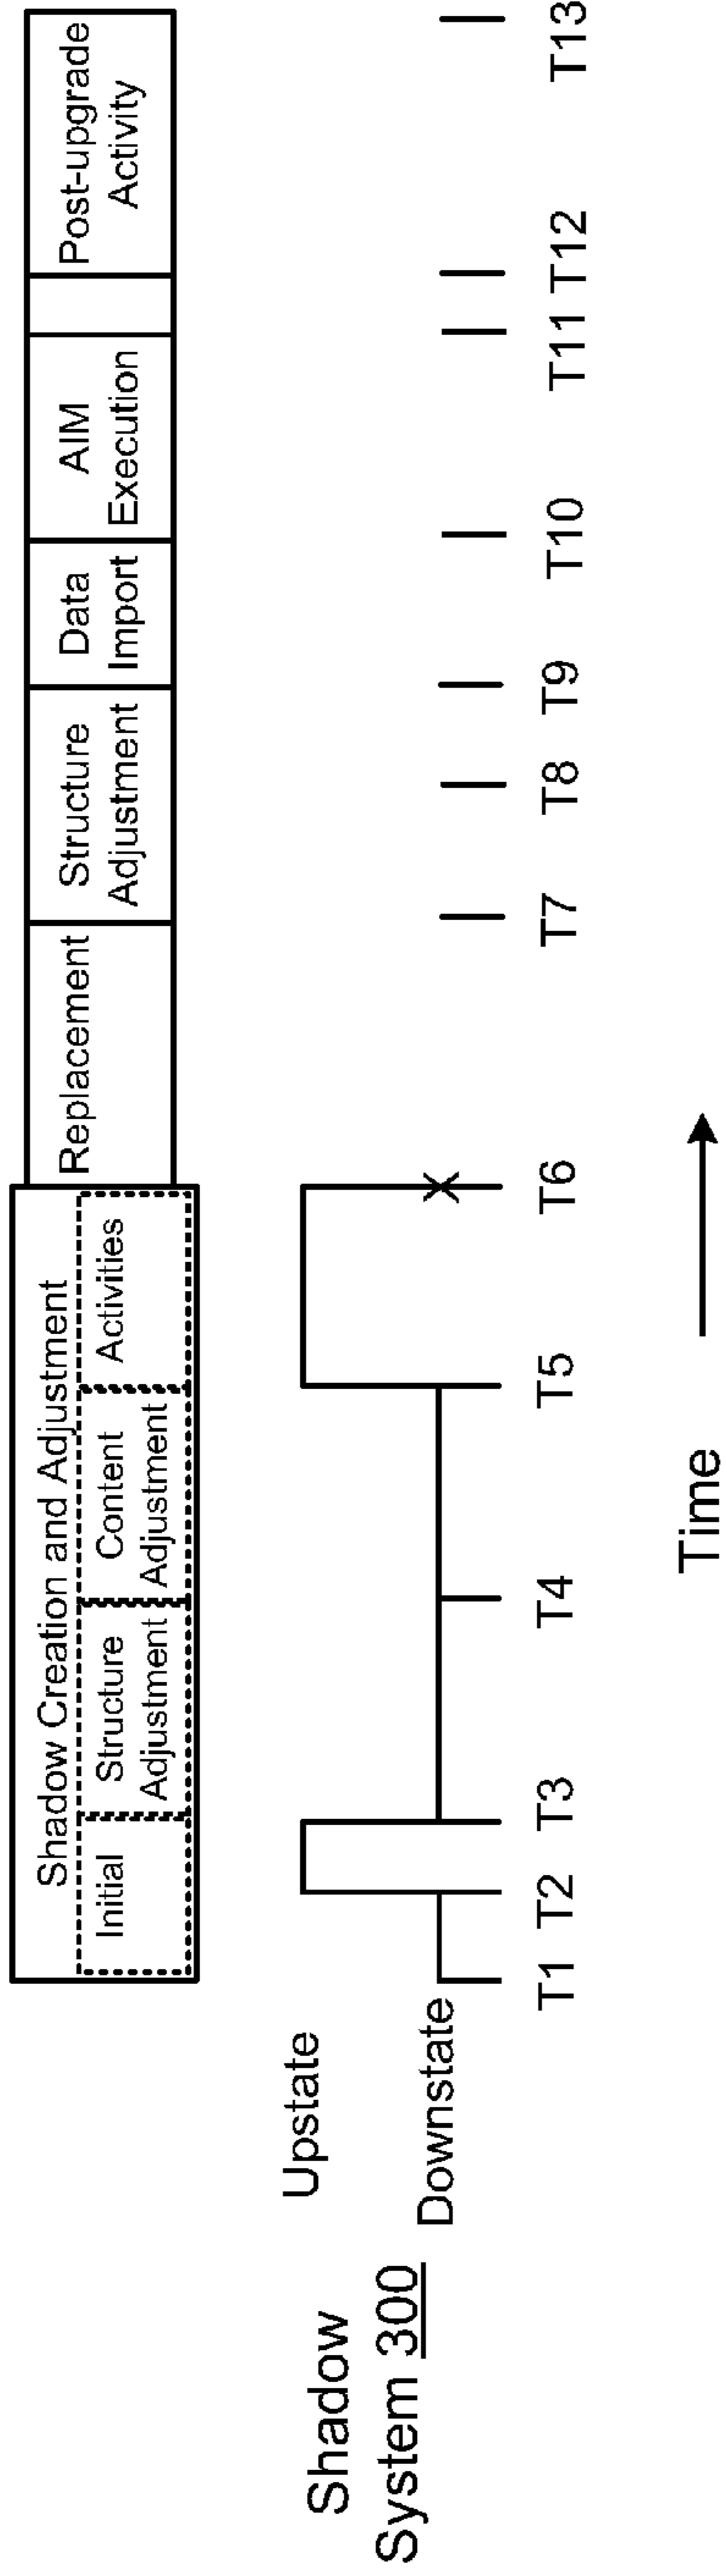 Shadow Creation and Adjustment
Initial
Structure
Adjustment
Content
Adjustment
Activities
Replacement
Structure
Adjustment
Data
Import
AIM
Execution
Post-upgrade
Activity
Shadow
System 300
Upstate
Downstate
T1
T2
T3
T4
T5
T6
T7
T8
T9
T10
T11
T12
T13
Time